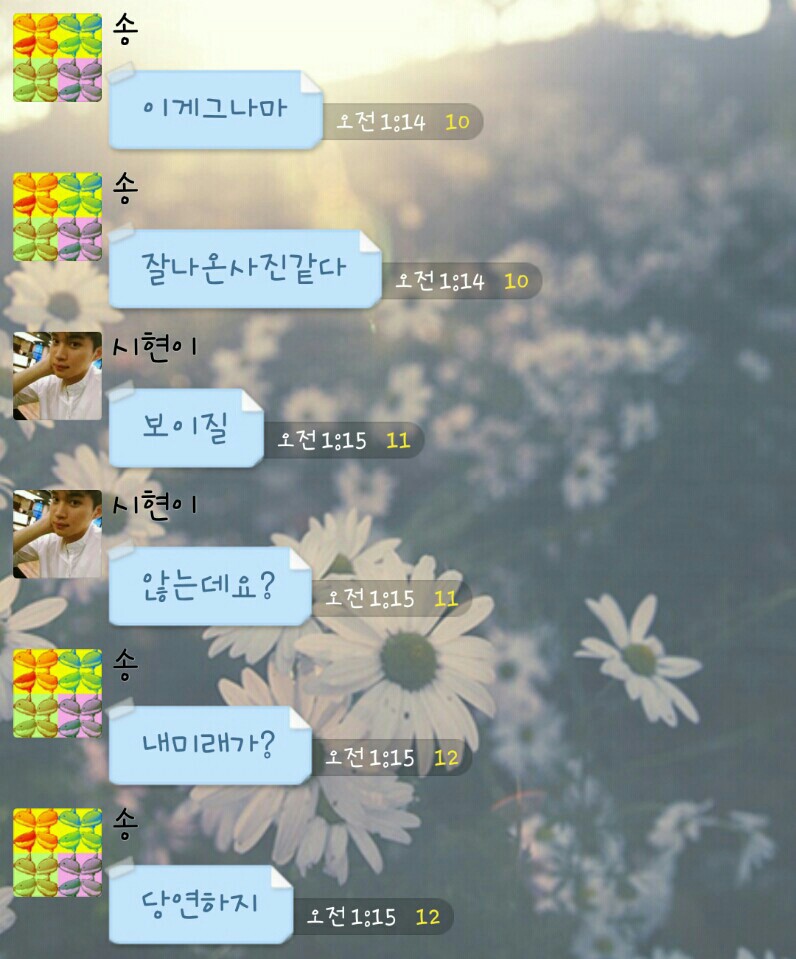 송
이게그나마
오전 1:14 10
송
잘나온사진같다
오전 1:14 10
시현이
보이질
오전 1:15 11
시현이
않는데요?
오전 1:15 11
송
내미래가?
오전 1:15 12
송
당연하지
오전 1:15 12